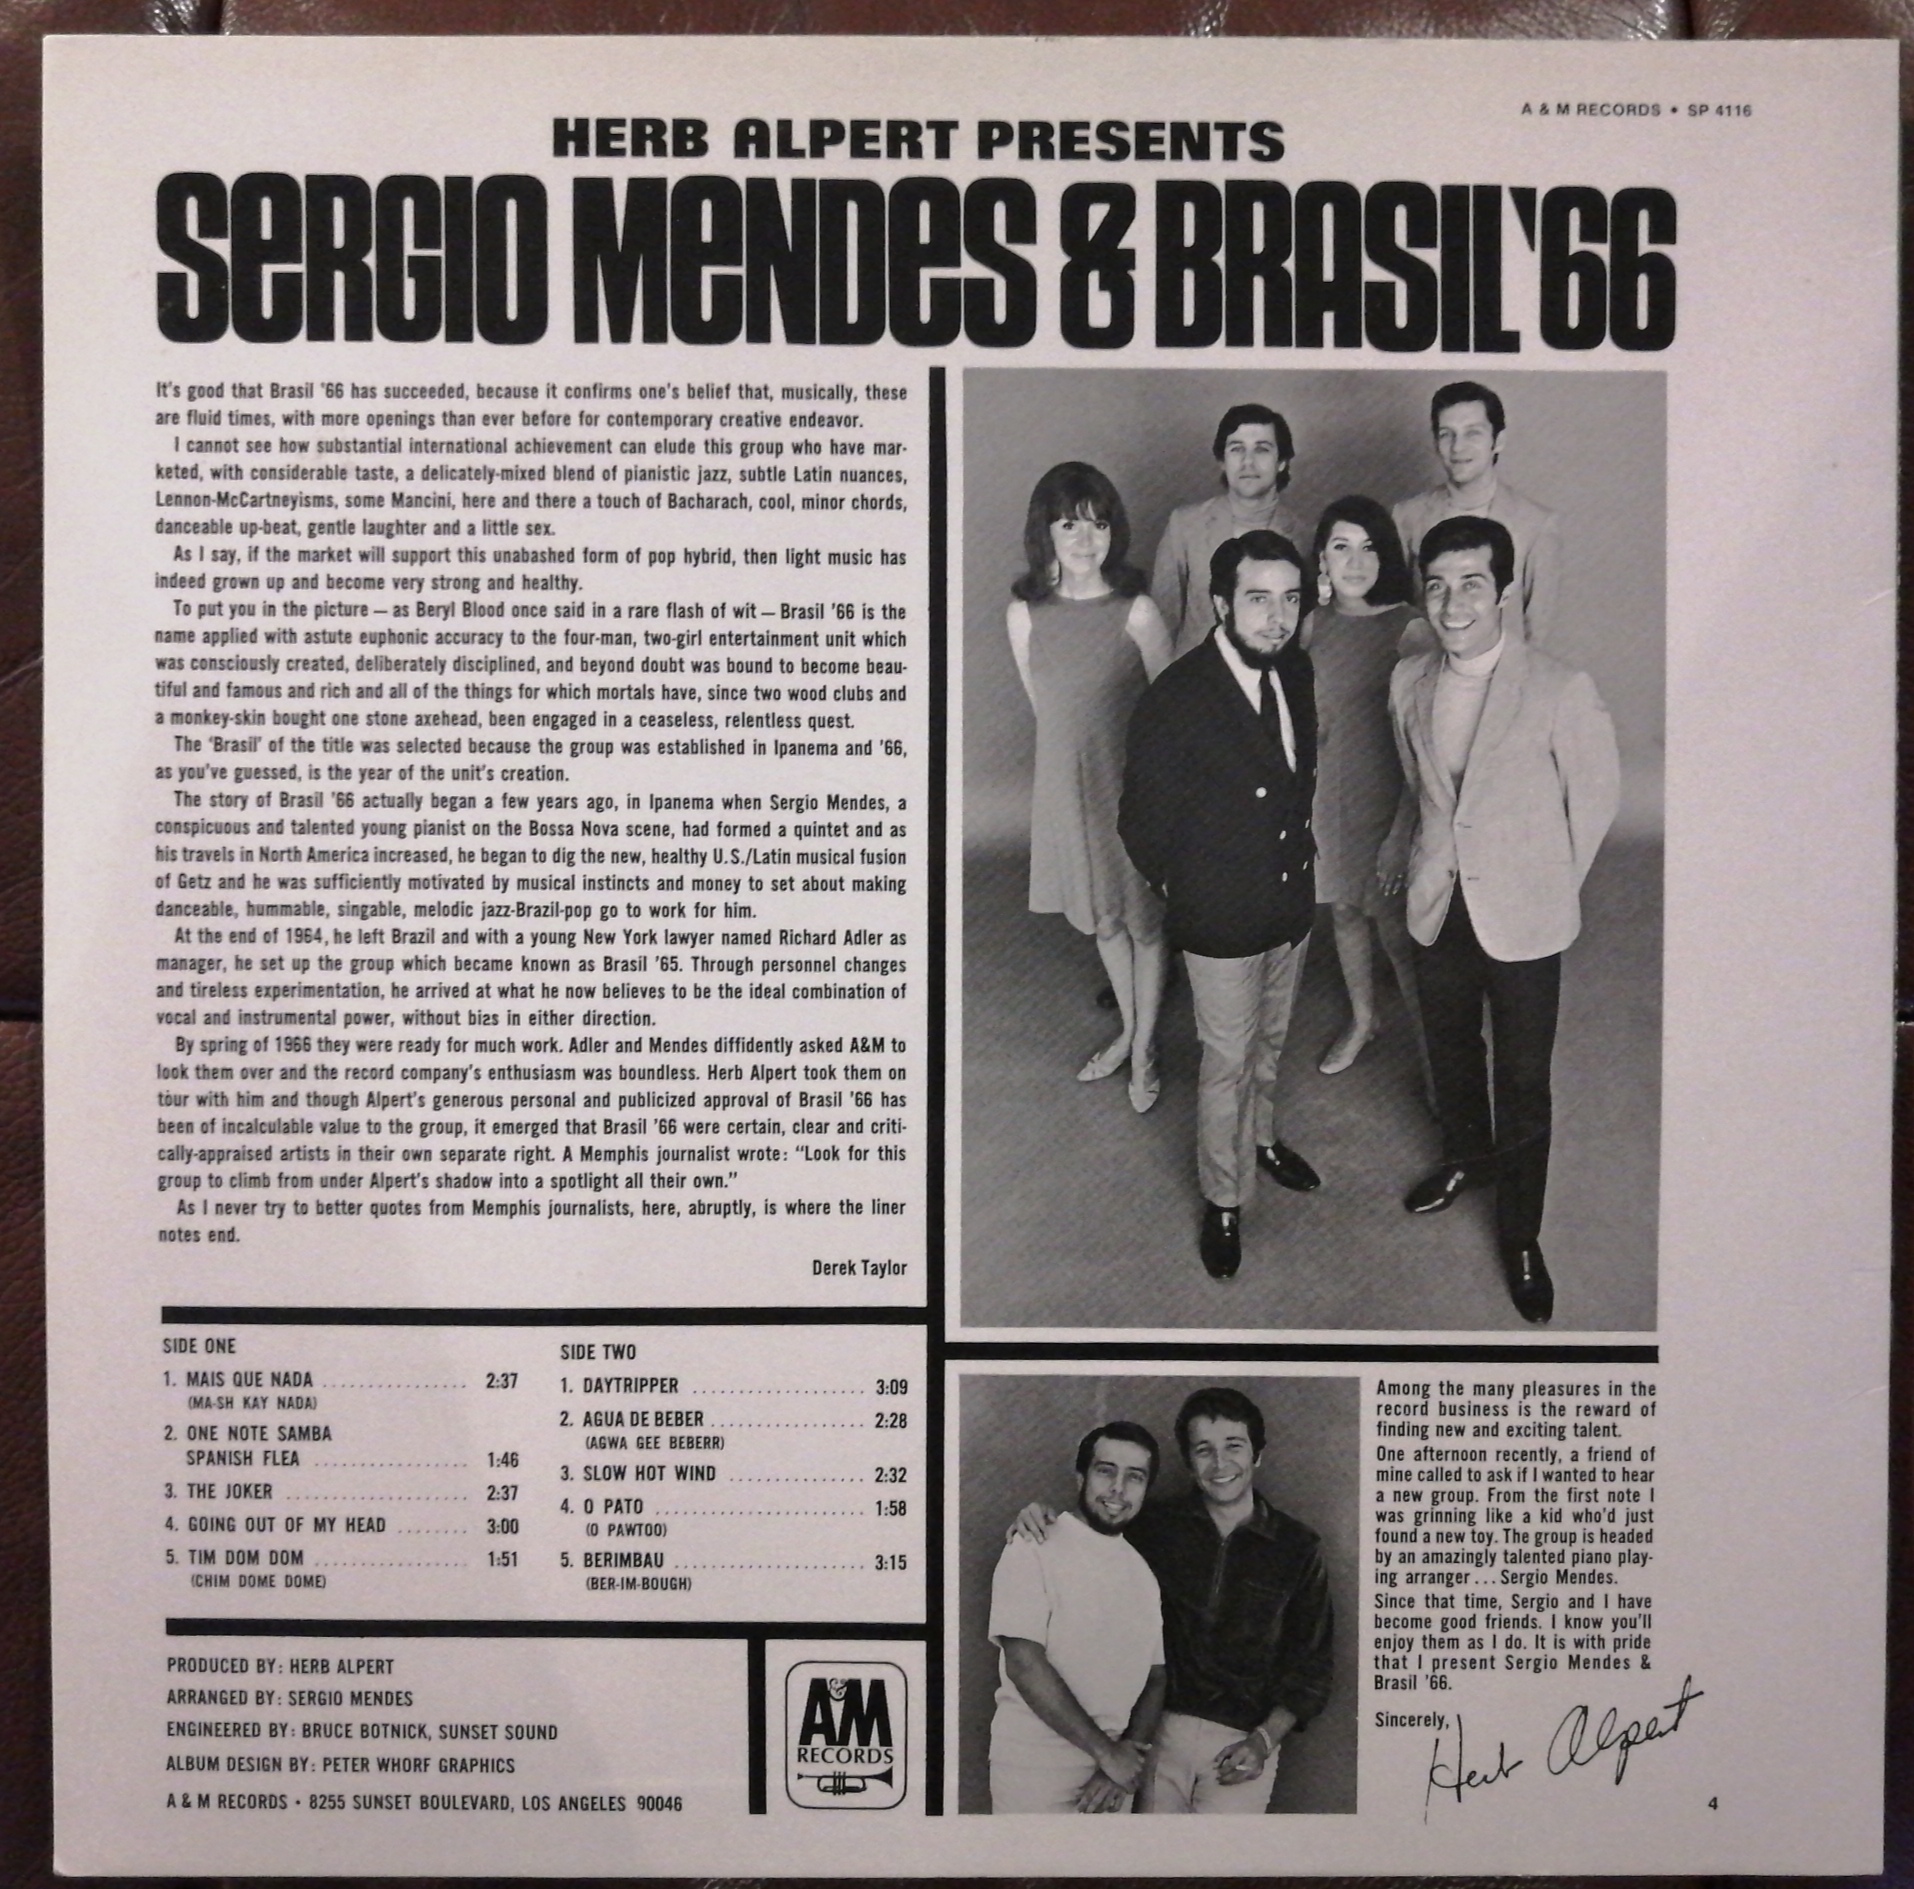 A & M RECORDS • SP 4116
HERB ALPERT PRESENTS
SERGIO MENDES & BRASIL '66
It's good that Brasil '66 has succeeded, because it confirms one's belief that, musically, these
are fluid times, with more openings than ever before for contemporary creative endeavor.
I cannot see how substantial international achievement can elude this group who have mar-
keted, with considerable taste, a delicately-mixed blend of pianistic jazz, subtle Latin nuances,
Lennon-McCartneyisms, some Mancini, here and there a touch of Bacharach, cool, minor chords,
danceable up-beat, gentle laughter and a little sex.
As I say, if the market will support this unabashed form of pop hybrid, then light music has
indeed grown up and become very strong and healthy.
To put you in the picture — as Beryl Blood once said in a rare flash of wit — Brasil '66 is the
name applied with astute euphonic accuracy to the four-man, two-girl entertainment unit which
was consciously created, deliberately disciplined, and beyond doubt was bound to become beau-
tiful and famous and rich and all of the things for which mortals have, since two wood clubs and
a monkey-skin bought one stone axehead, been engaged in a ceaseless, relentless quest.
The 'Brasil' of the title was selected because the group was established in Ipanema and '66,
as you've guessed, is the year of the unit's creation.
The story of Brasil '66 actually began a few years ago, in Ipanema when Sergio Mendes, a
conspicuous and talented young pianist on the Bossa Nova scene, had formed a quintet and as
his travels in North America increased, he began to dig the new, healthy U.S./Latin musical fusion
of Getz and he was sufficiently motivated by musical instincts and money to set about making
danceable, hummable, singable, melodic jazz-Brazil-pop go to work for him.
At the end of 1964, he left Brazil and with a young New York lawyer named Richard Adler as
manager, he set up the group which became known as Brasil '65. Through personnel changes
and tireless experimentation, he arrived at what he now believes to be the ideal combination of
vocal and instrumental power, without bias in either direction.
By spring of 1966 they were ready for much work. Adler and Mendes diffidently asked A&M to
look them over and the record company's enthusiasm was boundless. Herb Alpert took them on
tour with him and though Alpert's generous personal and publicized approval of Brasil '66 has
been of incalculable value to the group, it emerged that Brasil '66 were certain, clear and criti-
cally-appraised artists in their own separate right. A Memphis journalist wrote: "Look for this
group to climb from under Alpert's shadow into a spotlight all their own."
As I never try to better quotes from Memphis journalists, here, abruptly, is where the liner
notes end.
Derek Taylor
SIDE ONE
1. MAIS QUE NADA ................ 2:37
(MA-SH KAY NADA)
2. ONE NOTE SAMBA
SPANISH FLEA ................. 1:46
3. THE JOKER .................... 2:37
4. GOING OUT OF MY HEAD ........ 3:00
5. TIM DOM DOM ................. 1:51
(CHIM DOME DOME)
SIDE TWO
1. DAYTRIPPER .................... 3:09
2. AGUA DE BEBER ................. 2:28
(AGWA GEE BEBERR)
3. SLOW HOT WIND ............... 2:32
4. O PATO ....................... 1:58
(O PAWTOO)
5. BERIMBAU ...................... 3:15
(BER-IM-BOUGH)
PRODUCED BY: HERB ALPERT
ARRANGED BY: SERGIO MENDES
ENGINEERED BY: BRUCE BOTNICK, SUNSET SOUND
ALBUM DESIGN BY: PETER WHORF GRAPHICS
A & M RECORDS • 8255 SUNSET BOULEVARD, LOS ANGELES 90046
A&M
RECORDS
Among the many pleasures in the
record business is the reward of
finding new and exciting talent.
One afternoon recently, a friend of
mine called to ask if I wanted to hear
a new group. From the first note I
was grinning like a kid who'd just
found a new toy. The group is headed
by an amazingly talented piano play-
ing arranger... Sergio Mendes.
Since that time, Sergio and I have
become good friends. I know you'll
enjoy them as I do. It is with pride
that I present Sergio Mendes &
Brasil '66.
Sincerely,
Herb Alpert
4